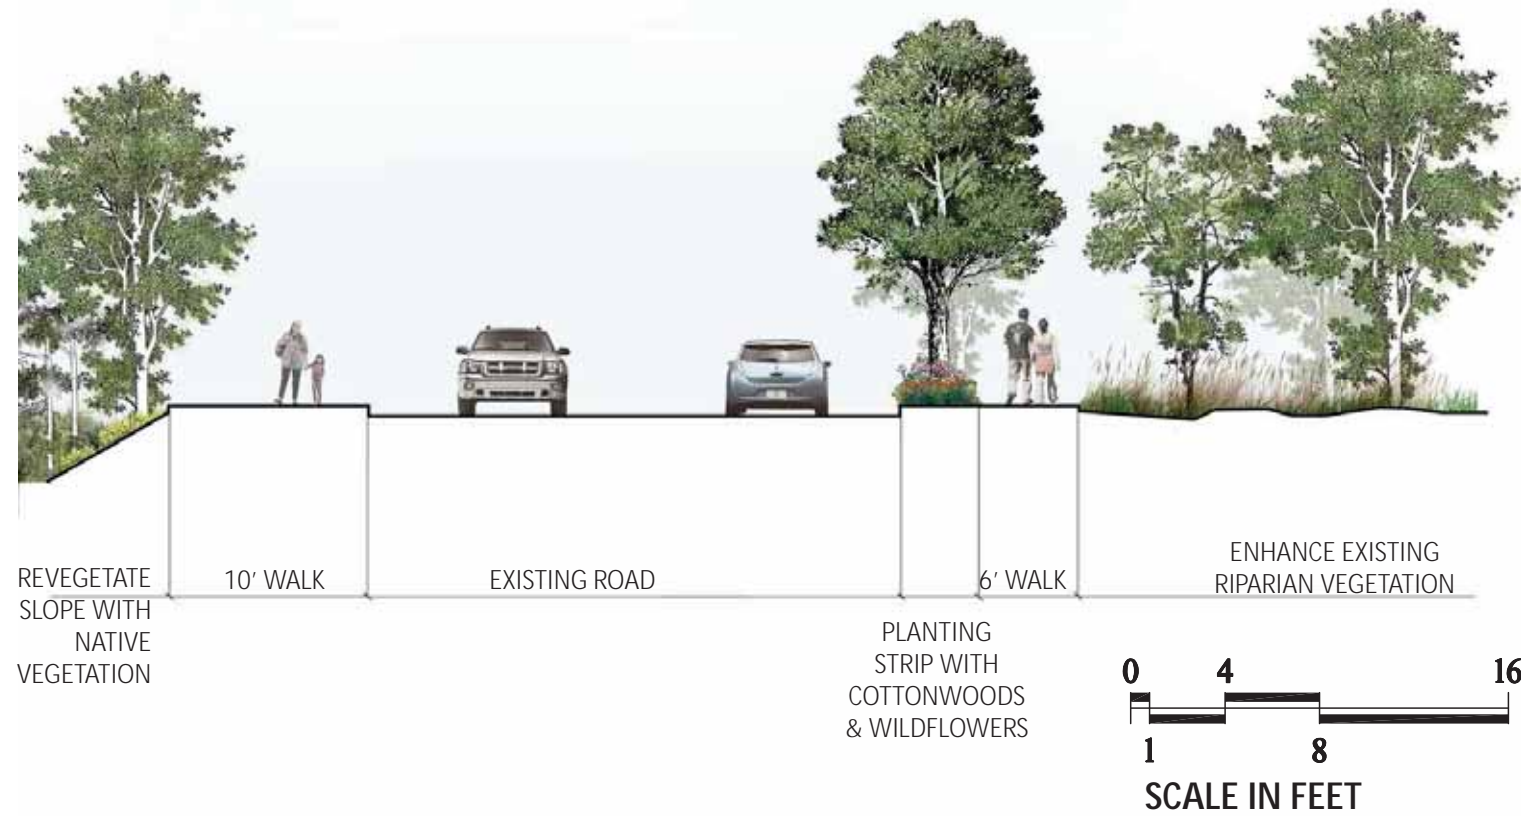 REVEGETATE
SLOPE WITH
NATIVE
VEGETATION
10' WALK
EXISTING ROAD
PLANTING
STRIP WITH
COTTONWOODS
& WILDFLOWERS
6' WALK
ENHANCE EXISTING
RIPARIAN VEGETATION
0 4 16
1 8
SCALE IN FEET